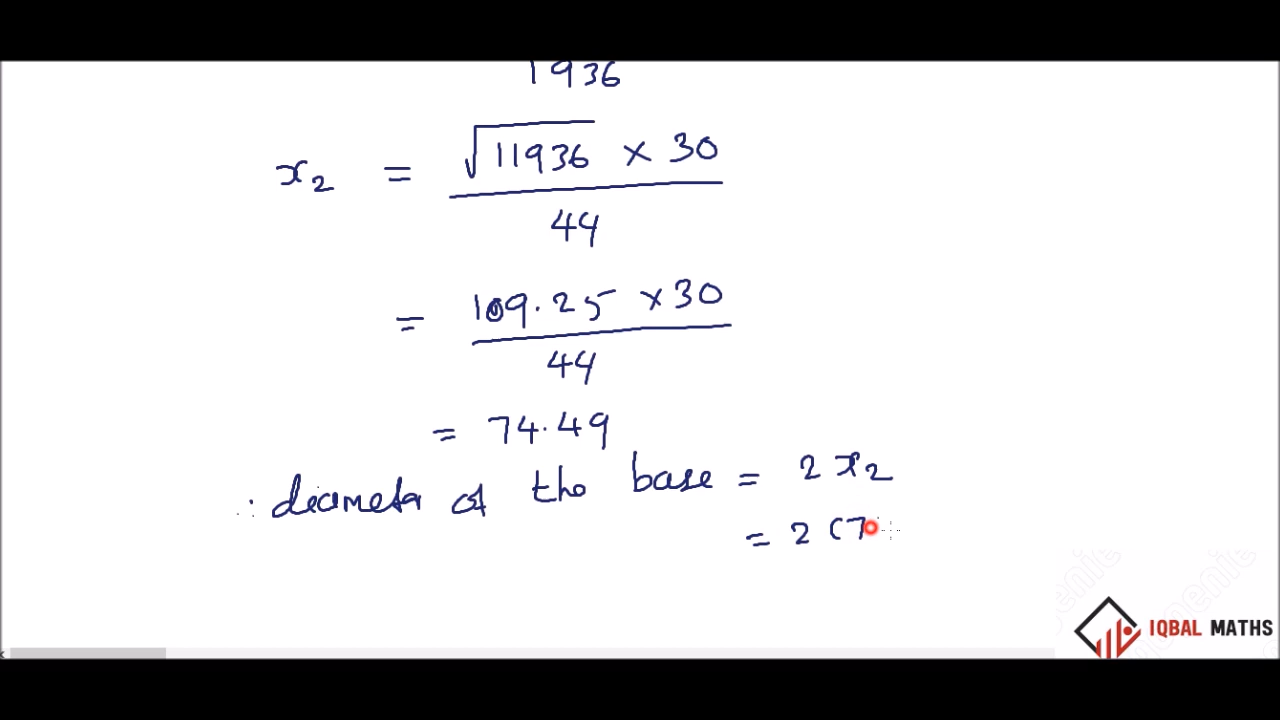 1936
x₂ = √11936 × 30
44
= 109.25 × 30
44
= 74.49
∴ diameter of the base = 2x₂
= 2 (7
IQBAL MATHS